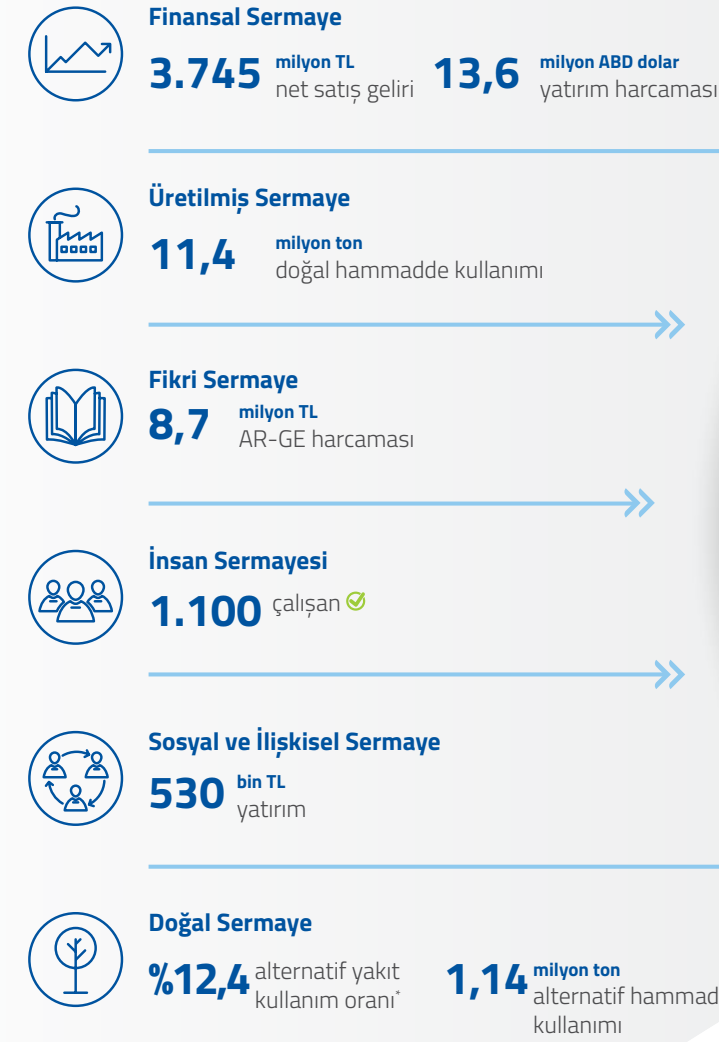 Finansal Sermaye
3.745 milyon TL net satış geliri
13,6 milyon ABD dolar yatırım harcaması
Üretilmiş Sermaye
11,4 milyon ton
doğal hammadde kullanımı
Fikri Sermaye
8,7 milyon TL
AR-GE harcaması
İnsan Sermayesi
1.100 çalışan
Sosyal ve İlişkisel Sermaye
530 bin TL
yatırım
Doğal Sermaye
%12,4 alternatif yakıt
kullanım oranı*
1,14 milyon ton
alternatif
kullanımı